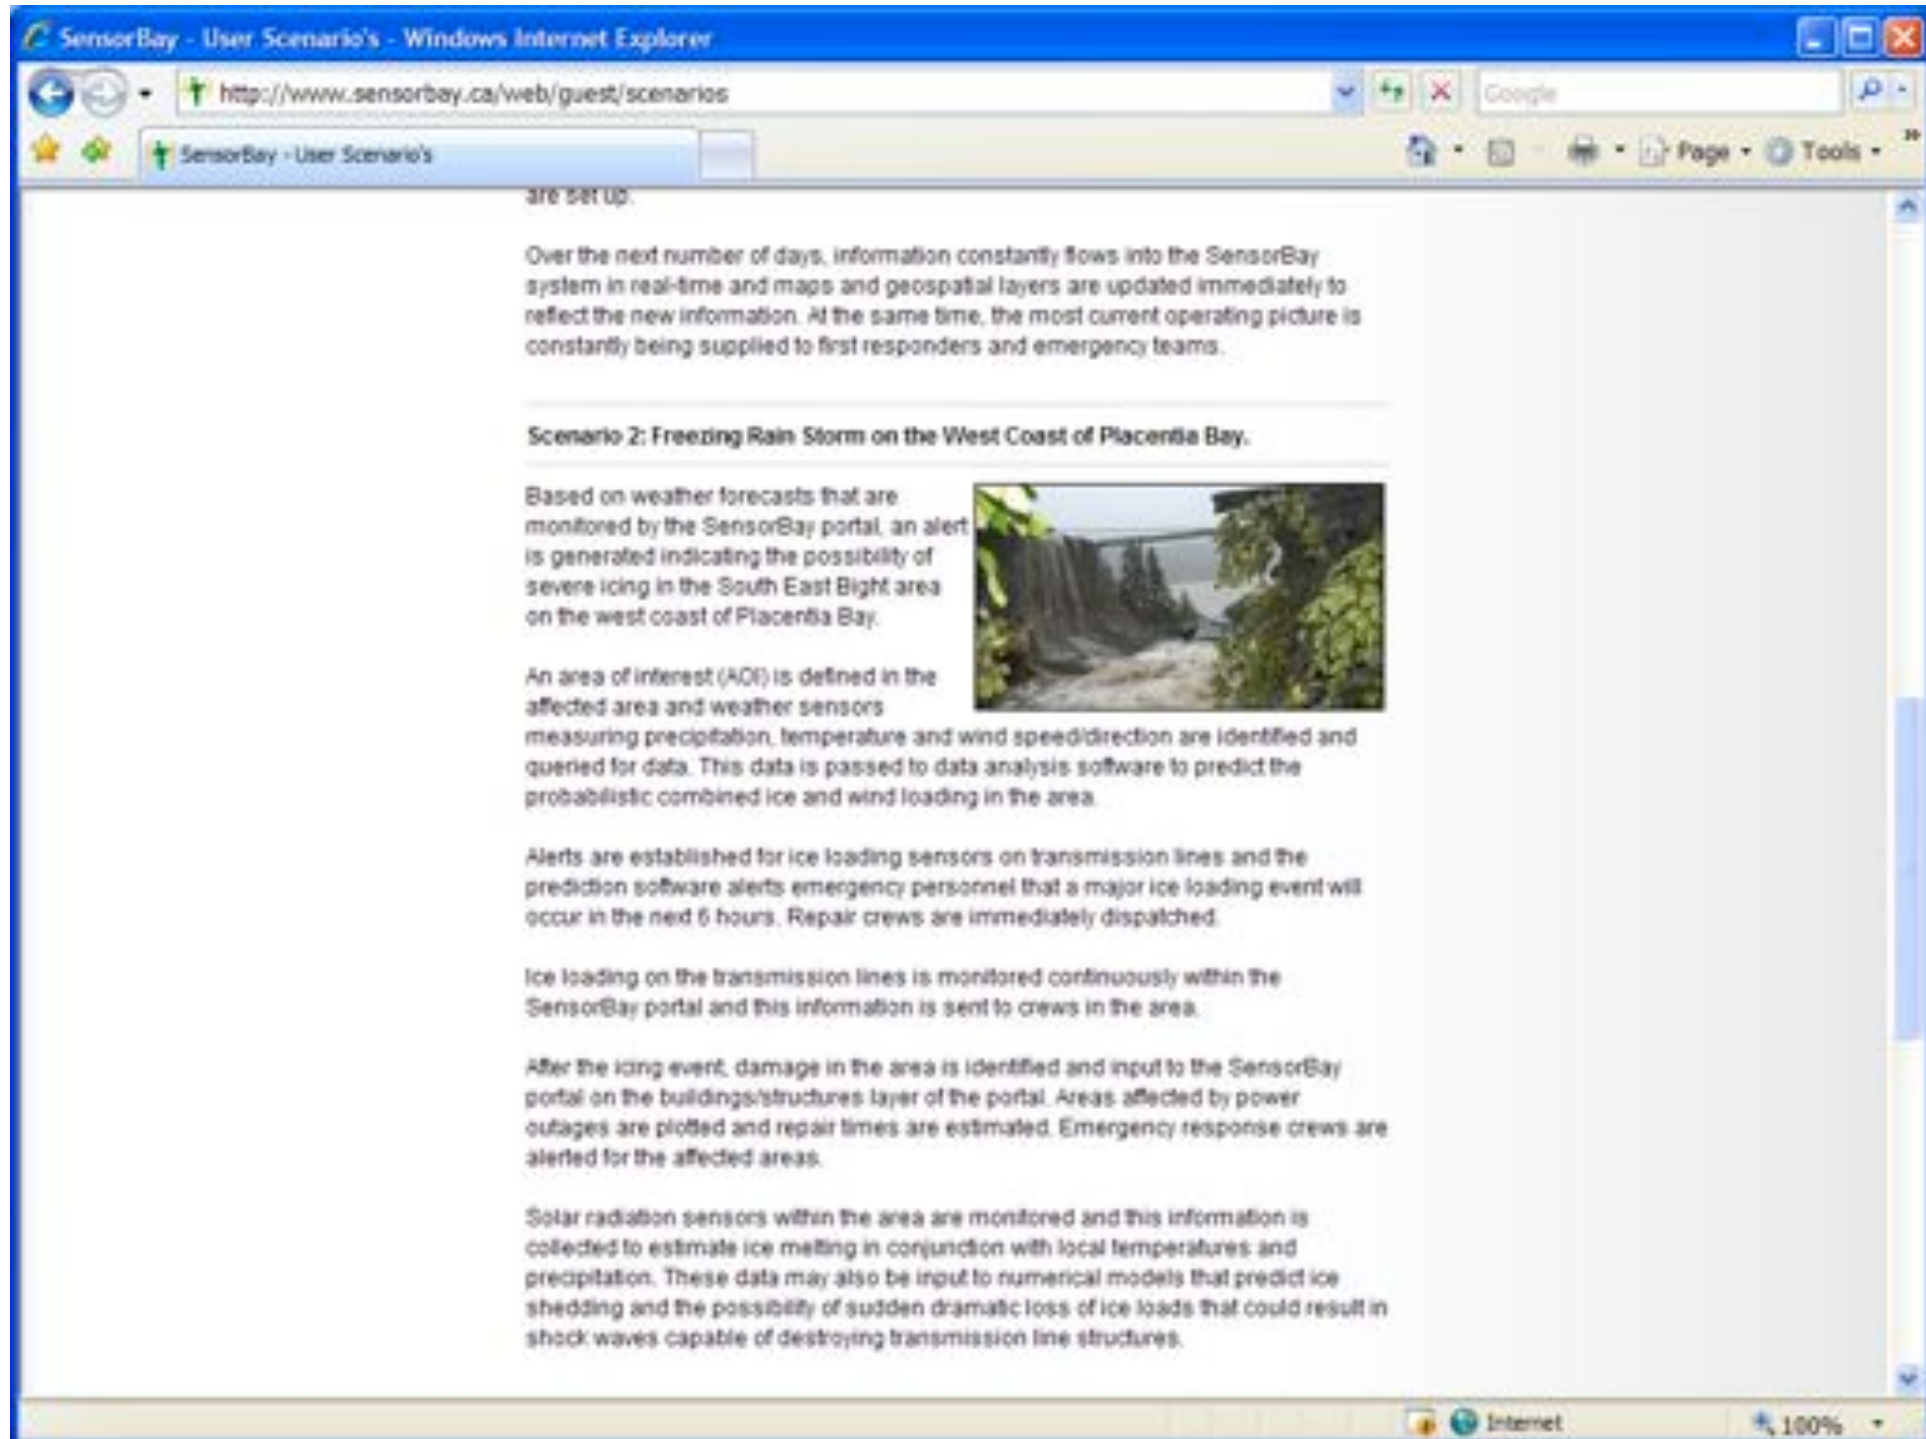 SensorBay - User Scenario's - Windows Internet Explorer
http://www.sensorbay.ca/web/guest/scenarios
Google
SensorBay - User Scenario's
Page
Tools
are set up.
Over the next number of days, information constantly flows into the SensorBay
system in real-time and maps and geospatial layers are updated immediately to
reflect the new information. At the same time, the most current operating picture is
constantly being supplied to first responders and emergency teams.
Scenario 2: Freezing Rain Storm on the West Coast of Placentia Bay.
Based on weather forecasts that are
monitored by the SensorBay portal, an alert
is generated indicating the possibility of
severe icing in the South East Bight area
on the west coast of Placentia Bay.
An area of interest (AOI) is defined in the
affected area and weather sensors
measuring precipitation, temperature and wind speed/direction are identified and
queried for data. This data is passed to data analysis software to predict the
probabilistic combined ice and wind loading in the area.
Alerts are established for ice loading sensors on transmission lines and the
prediction software alerts emergency personnel that a major ice loading event will
occur in the next 6 hours. Repair crews are immediately dispatched.
Ice loading on the transmission lines is monitored continuously within the
SensorBay portal and this information is sent to crews in the area.
After the icing event, damage in the area is identified and input to the SensorBay
portal on the buildings/structures layer of the portal. Areas affected by power
outages are plotted and repair times are estimated. Emergency response crews are
alerted for the affected areas.
Solar radiation sensors within the area are monitored and this information is
collected to estimate ice melting in conjunction with local temperatures and
precipitation. These data may also be input to numerical models that predict ice
shedding and the possibility of sudden dramatic loss of ice loads that could result in
shock waves capable of destroying transmission line structures.
Internet
100%